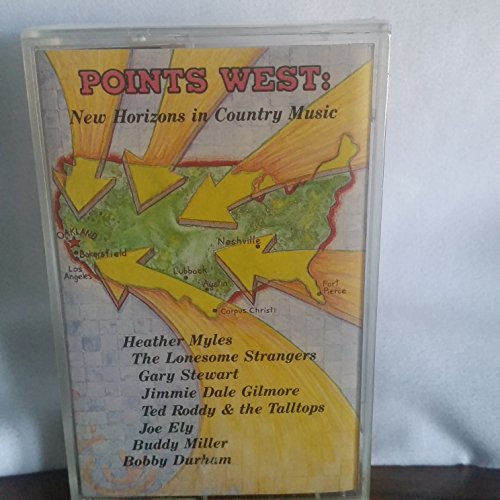 POINTS WEST:
New Horizons in Country Music
OAKLAND
Bakersfield
Los Angeles
Nashville
Lubbock
Austin
Fort Pierce
Corpus Christi
Heather Myles
The Lonesome Strangers
Gary Stewart
Jimmie Dale Gilmore
Ted Roddy & the Talltops
Joe Ely
Buddy Miller
Bobby Durham